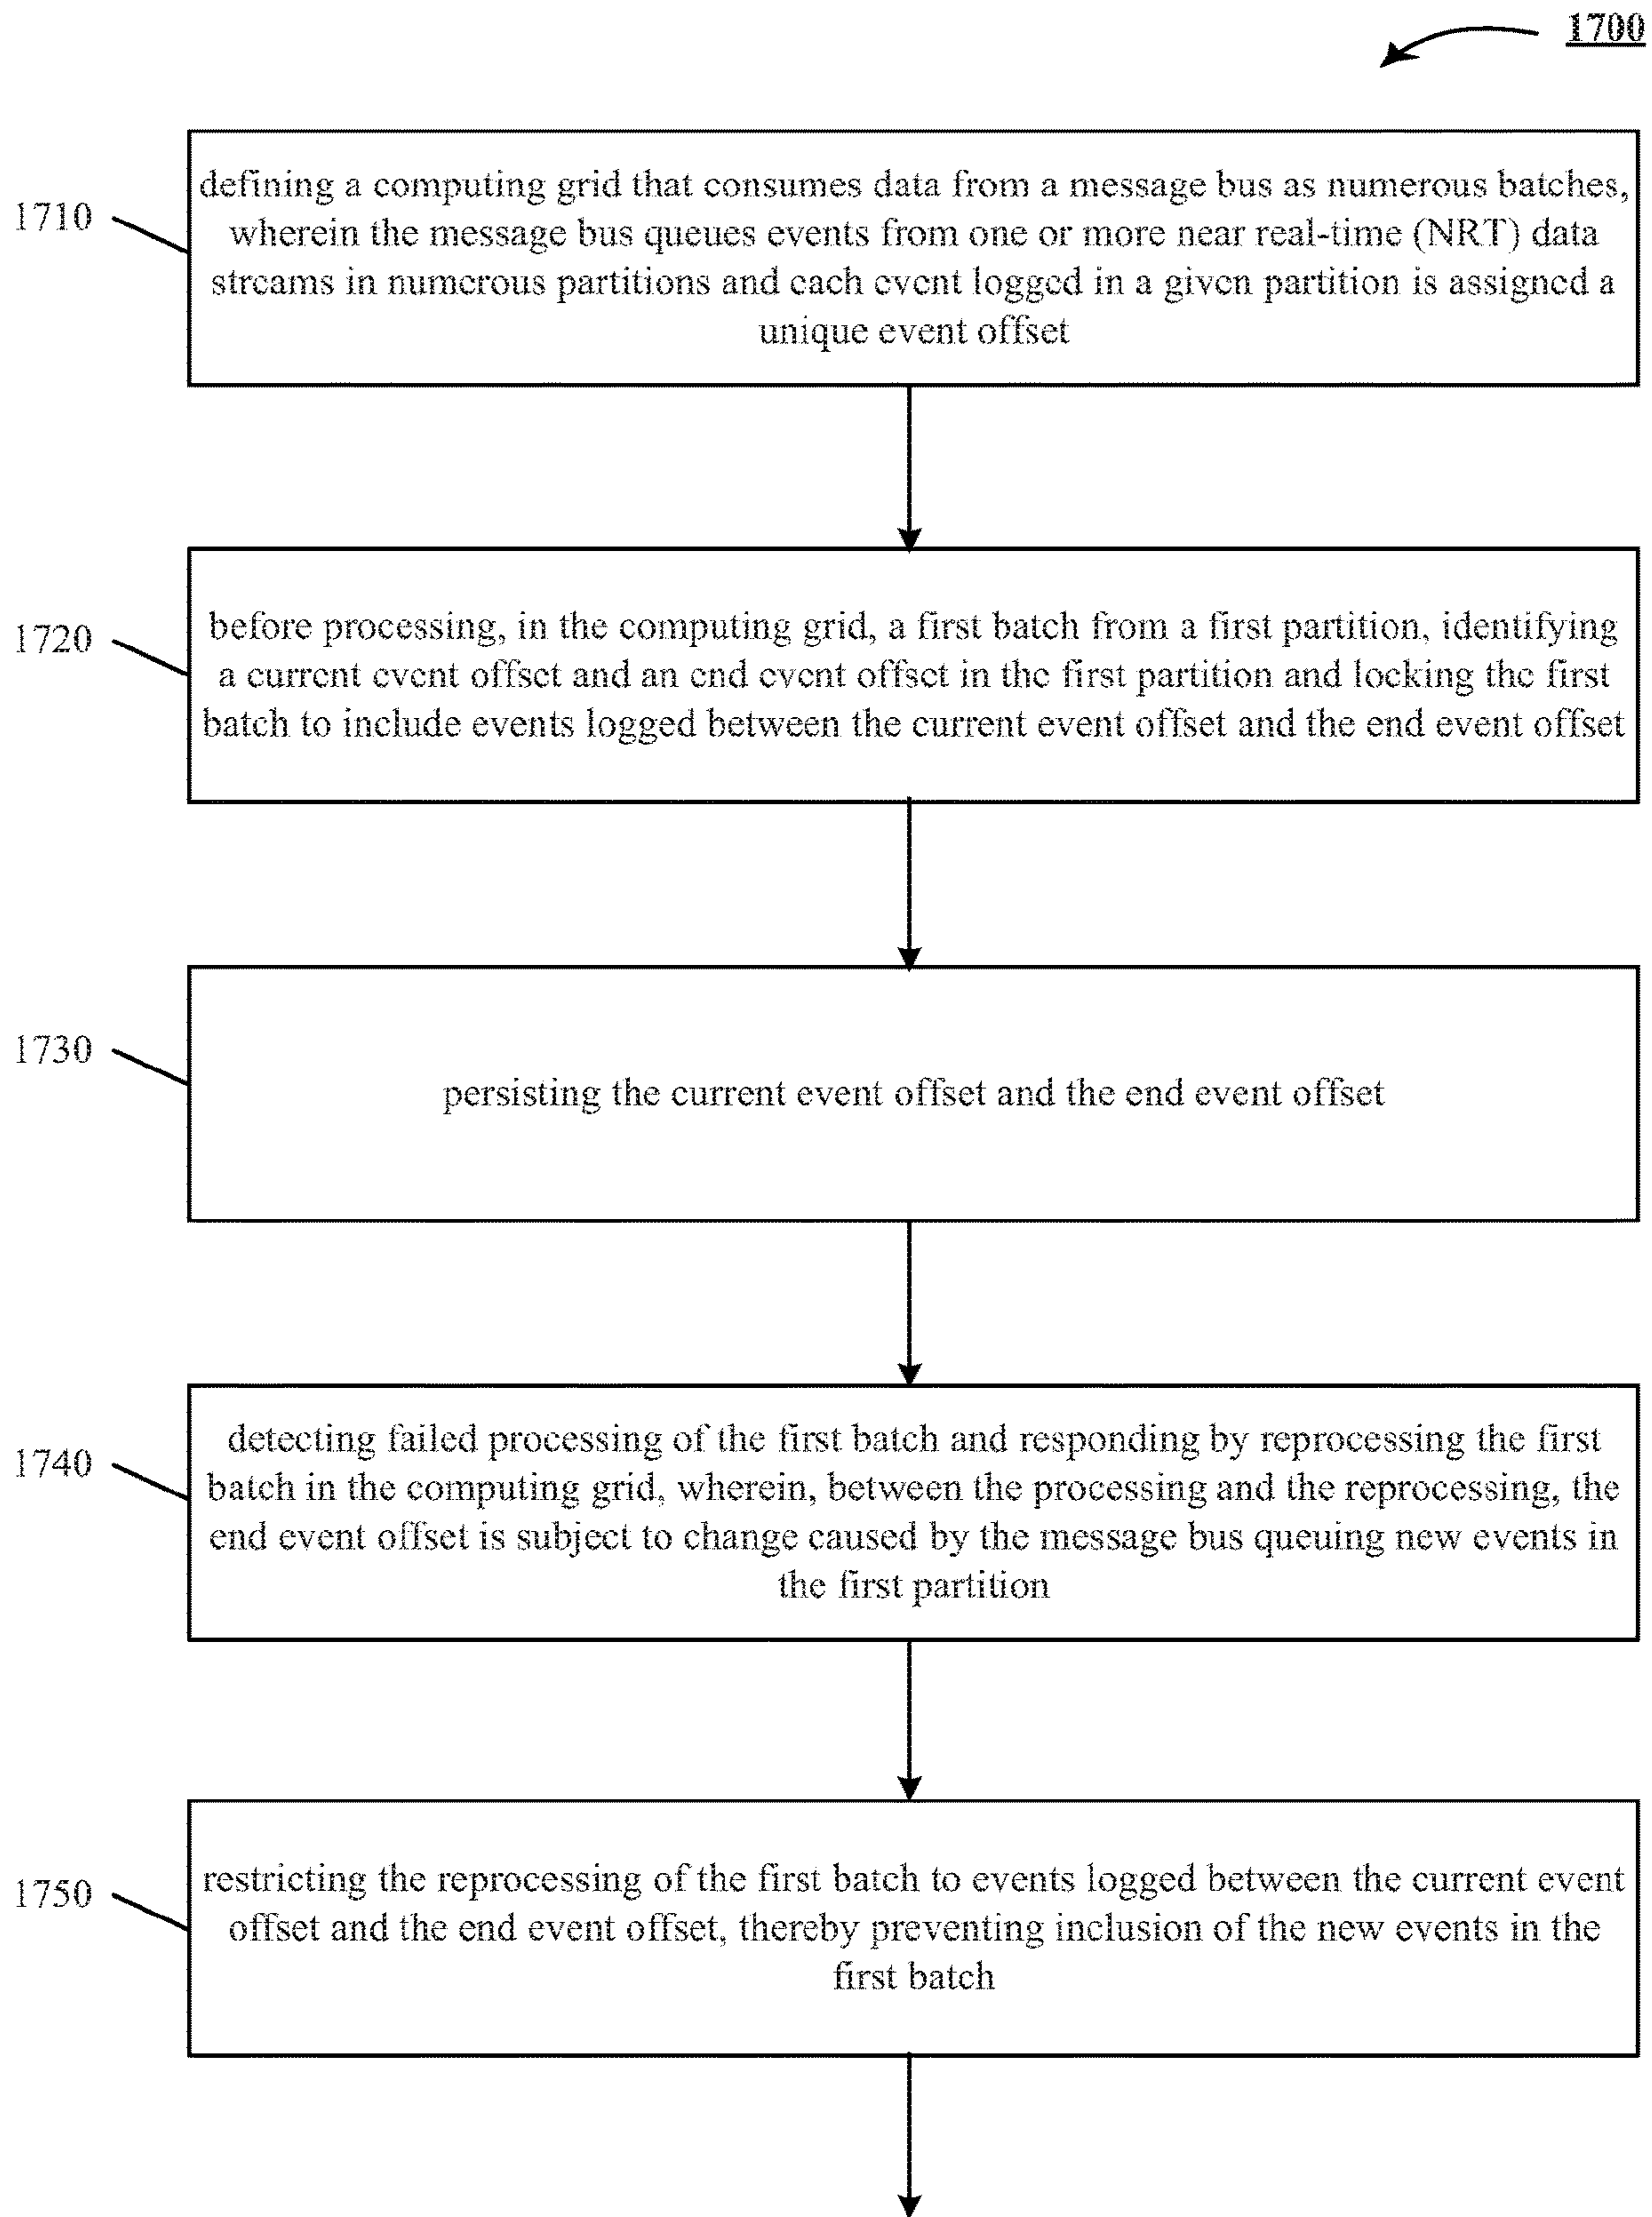 1700
1710
defining a computing grid that consumes data from a message bus as numerous batches,
wherein the message bus queues events from one or more near real-time (NRT) data
streams in numerous partitions and each event logged in a given partition is assigned a
unique event offset
1720
before processing, in the computing grid, a first batch from a first partition, identifying
a current event offset and an end event offset in the first partition and locking the first
batch to include events logged between the current event offset and the end event offset
1730
persisting the current event offset and the end event offset
1740
detecting failed processing of the first batch and responding by reprocessing the first
batch in the computing grid, wherein, between the processing and the reprocessing, the
end event offset is subject to change caused by the message bus queuing new events in
the first partition
1750
restricting the reprocessing of the first batch to events logged between the current event
offset and the end event offset, thereby preventing inclusion of the new events in the
first batch